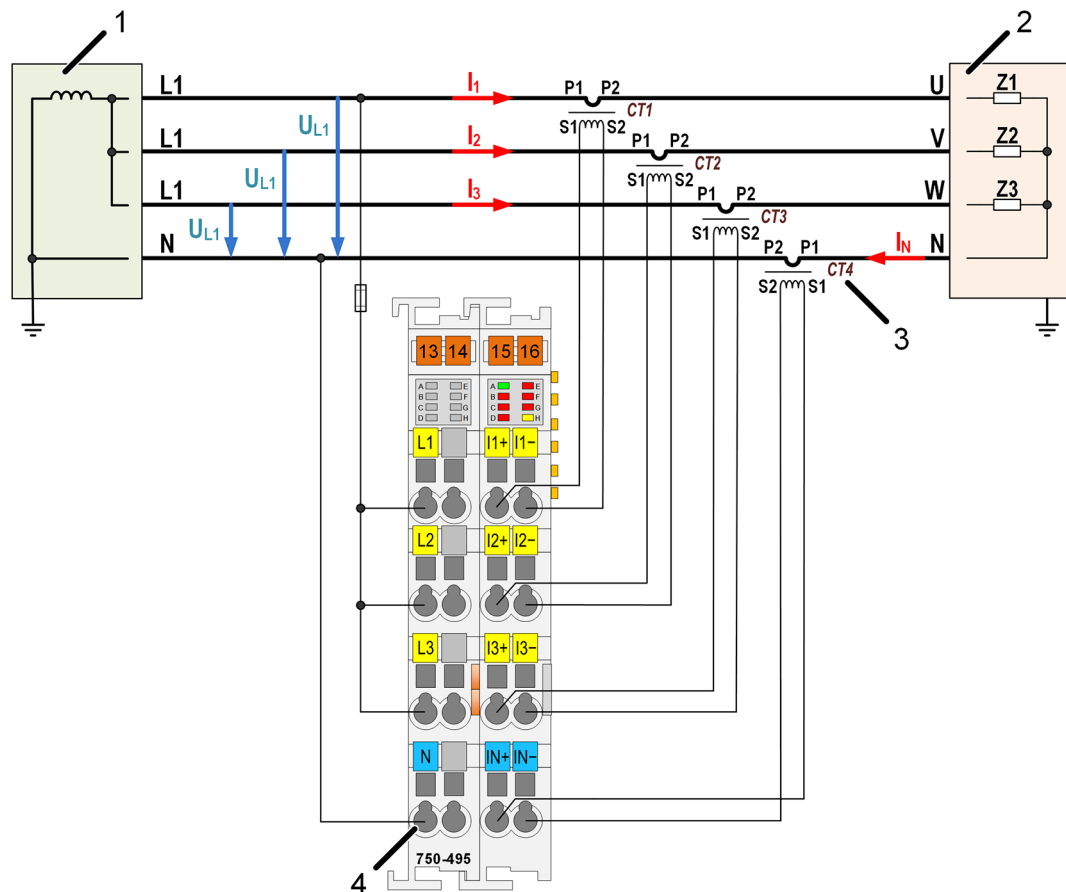 1
2
L1 I1 P1 P2 U Z1
CT1
UL1 S1 S2
L1 I2 P1 P2 V Z2
CT2
UL1 S1 S2
L1 I3 P1 P2 W Z3
CT3
UL1 S1 S2
N P2 P1 IN N
CT4
S2 S1
3
13 14 15 16
A E A E
B F B F
C G C G
D H D H
L1 I1+ I1−
L2 I2+ I2−
L3 I3+ I3−
N IN+ IN−
750-495
4